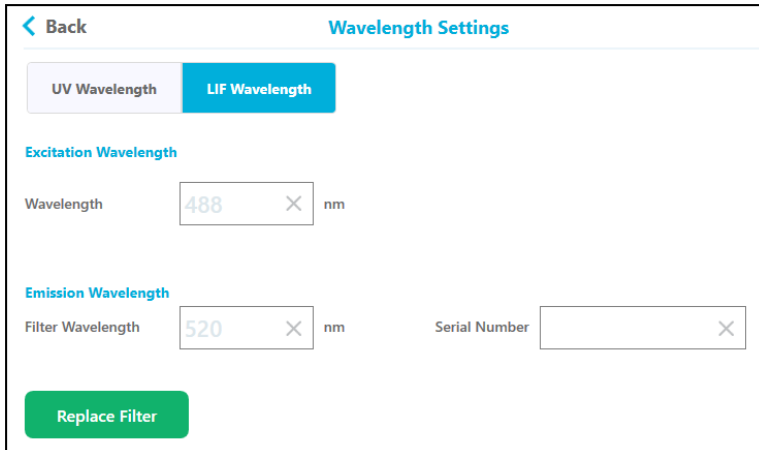 Back
Wavelength Settings
UV Wavelength
LIF Wavelength
Excitation Wavelength
Wavelength 488 nm
Emission Wavelength
Filter Wavelength 520 nm Serial Number
Replace Filter